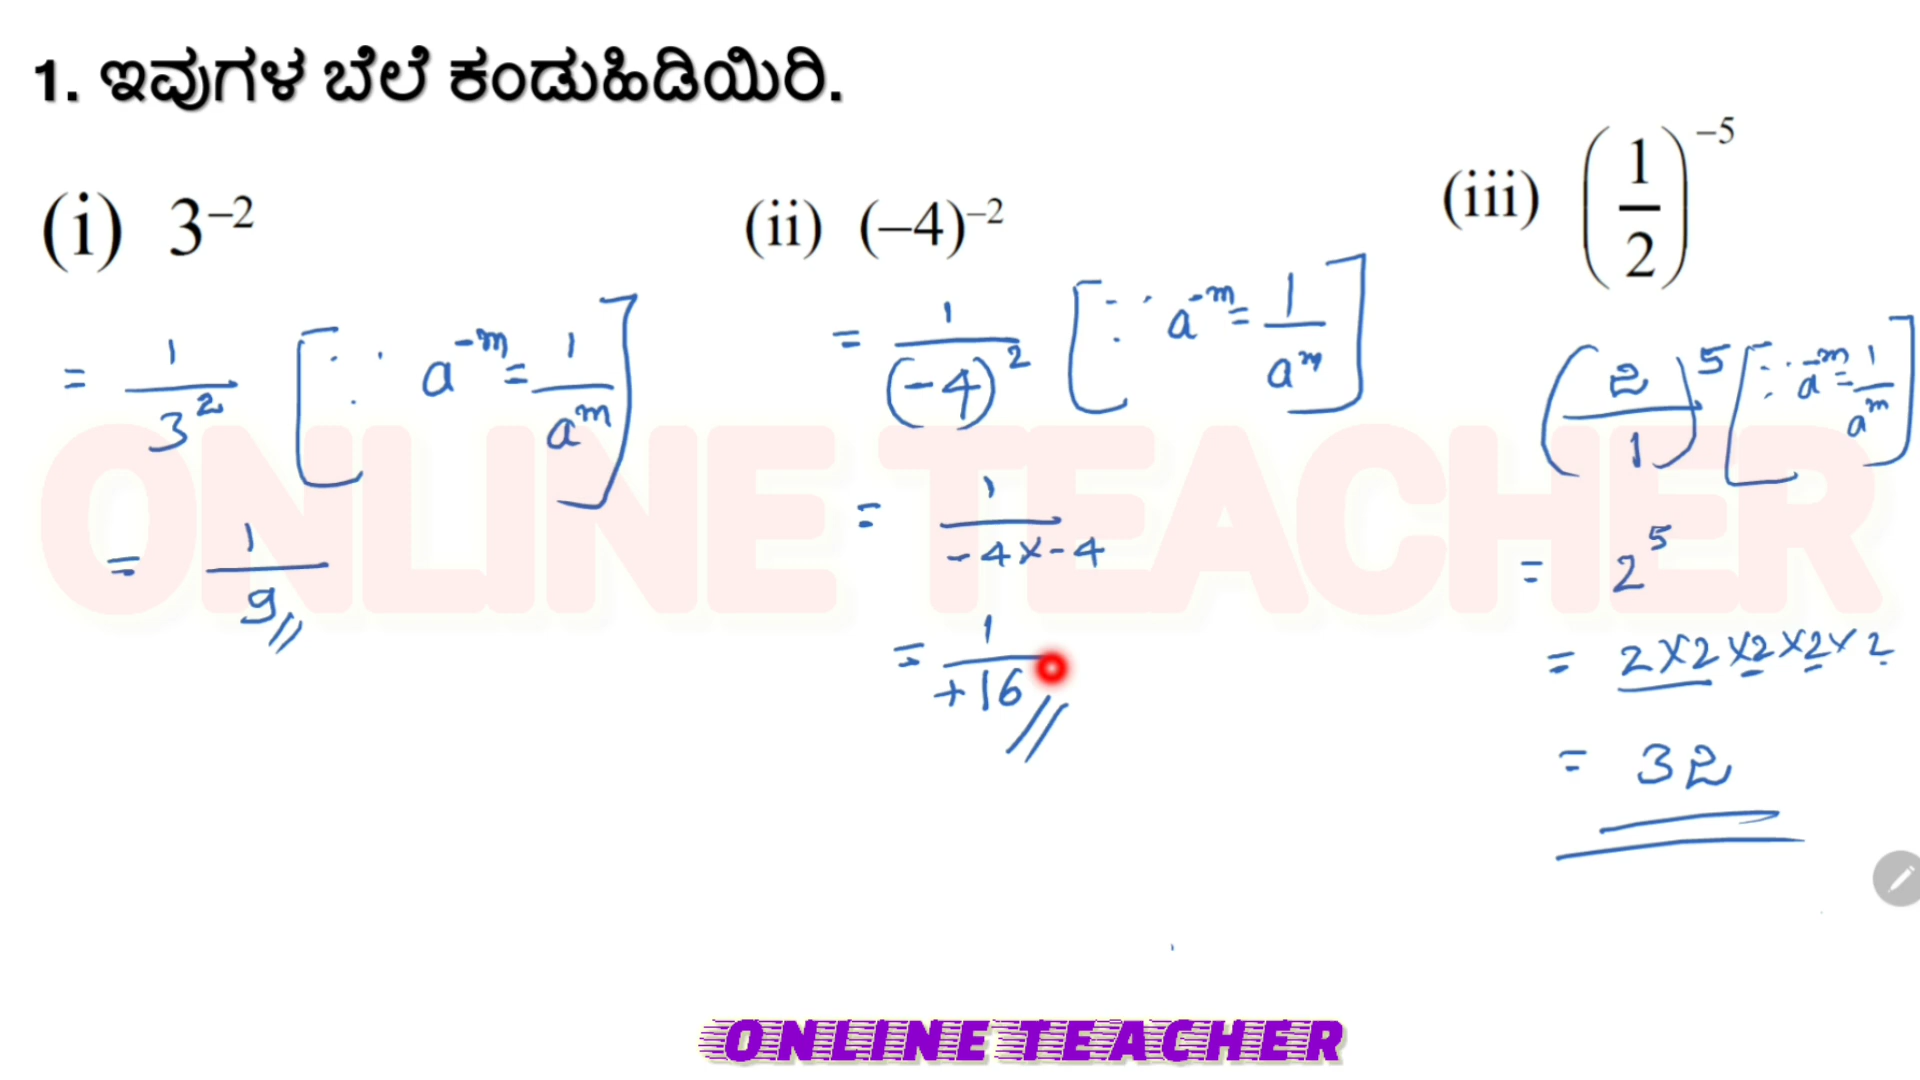 1. ಇವುಗಳ ಬೆಲೆ ಕಂಡುಹಿಡಿಯಿರಿ.
(i) 3⁻²
= 1/3² [∵ a⁻ᵐ = 1/aᵐ]
= 1/9 //
(ii) (–4)⁻²
= 1/(-4)² [∵ a⁻ᵐ = 1/aᵐ]
= 1/-4×-4
= 1/+16 //
(iii) (1/2)⁻⁵
(2/1)⁵ [∵ a⁻ᵐ = 1/aᵐ]
= 2⁵
= 2×2×2×2×2
= 32
ONLINE TEACHER
ONLINE TEACHER